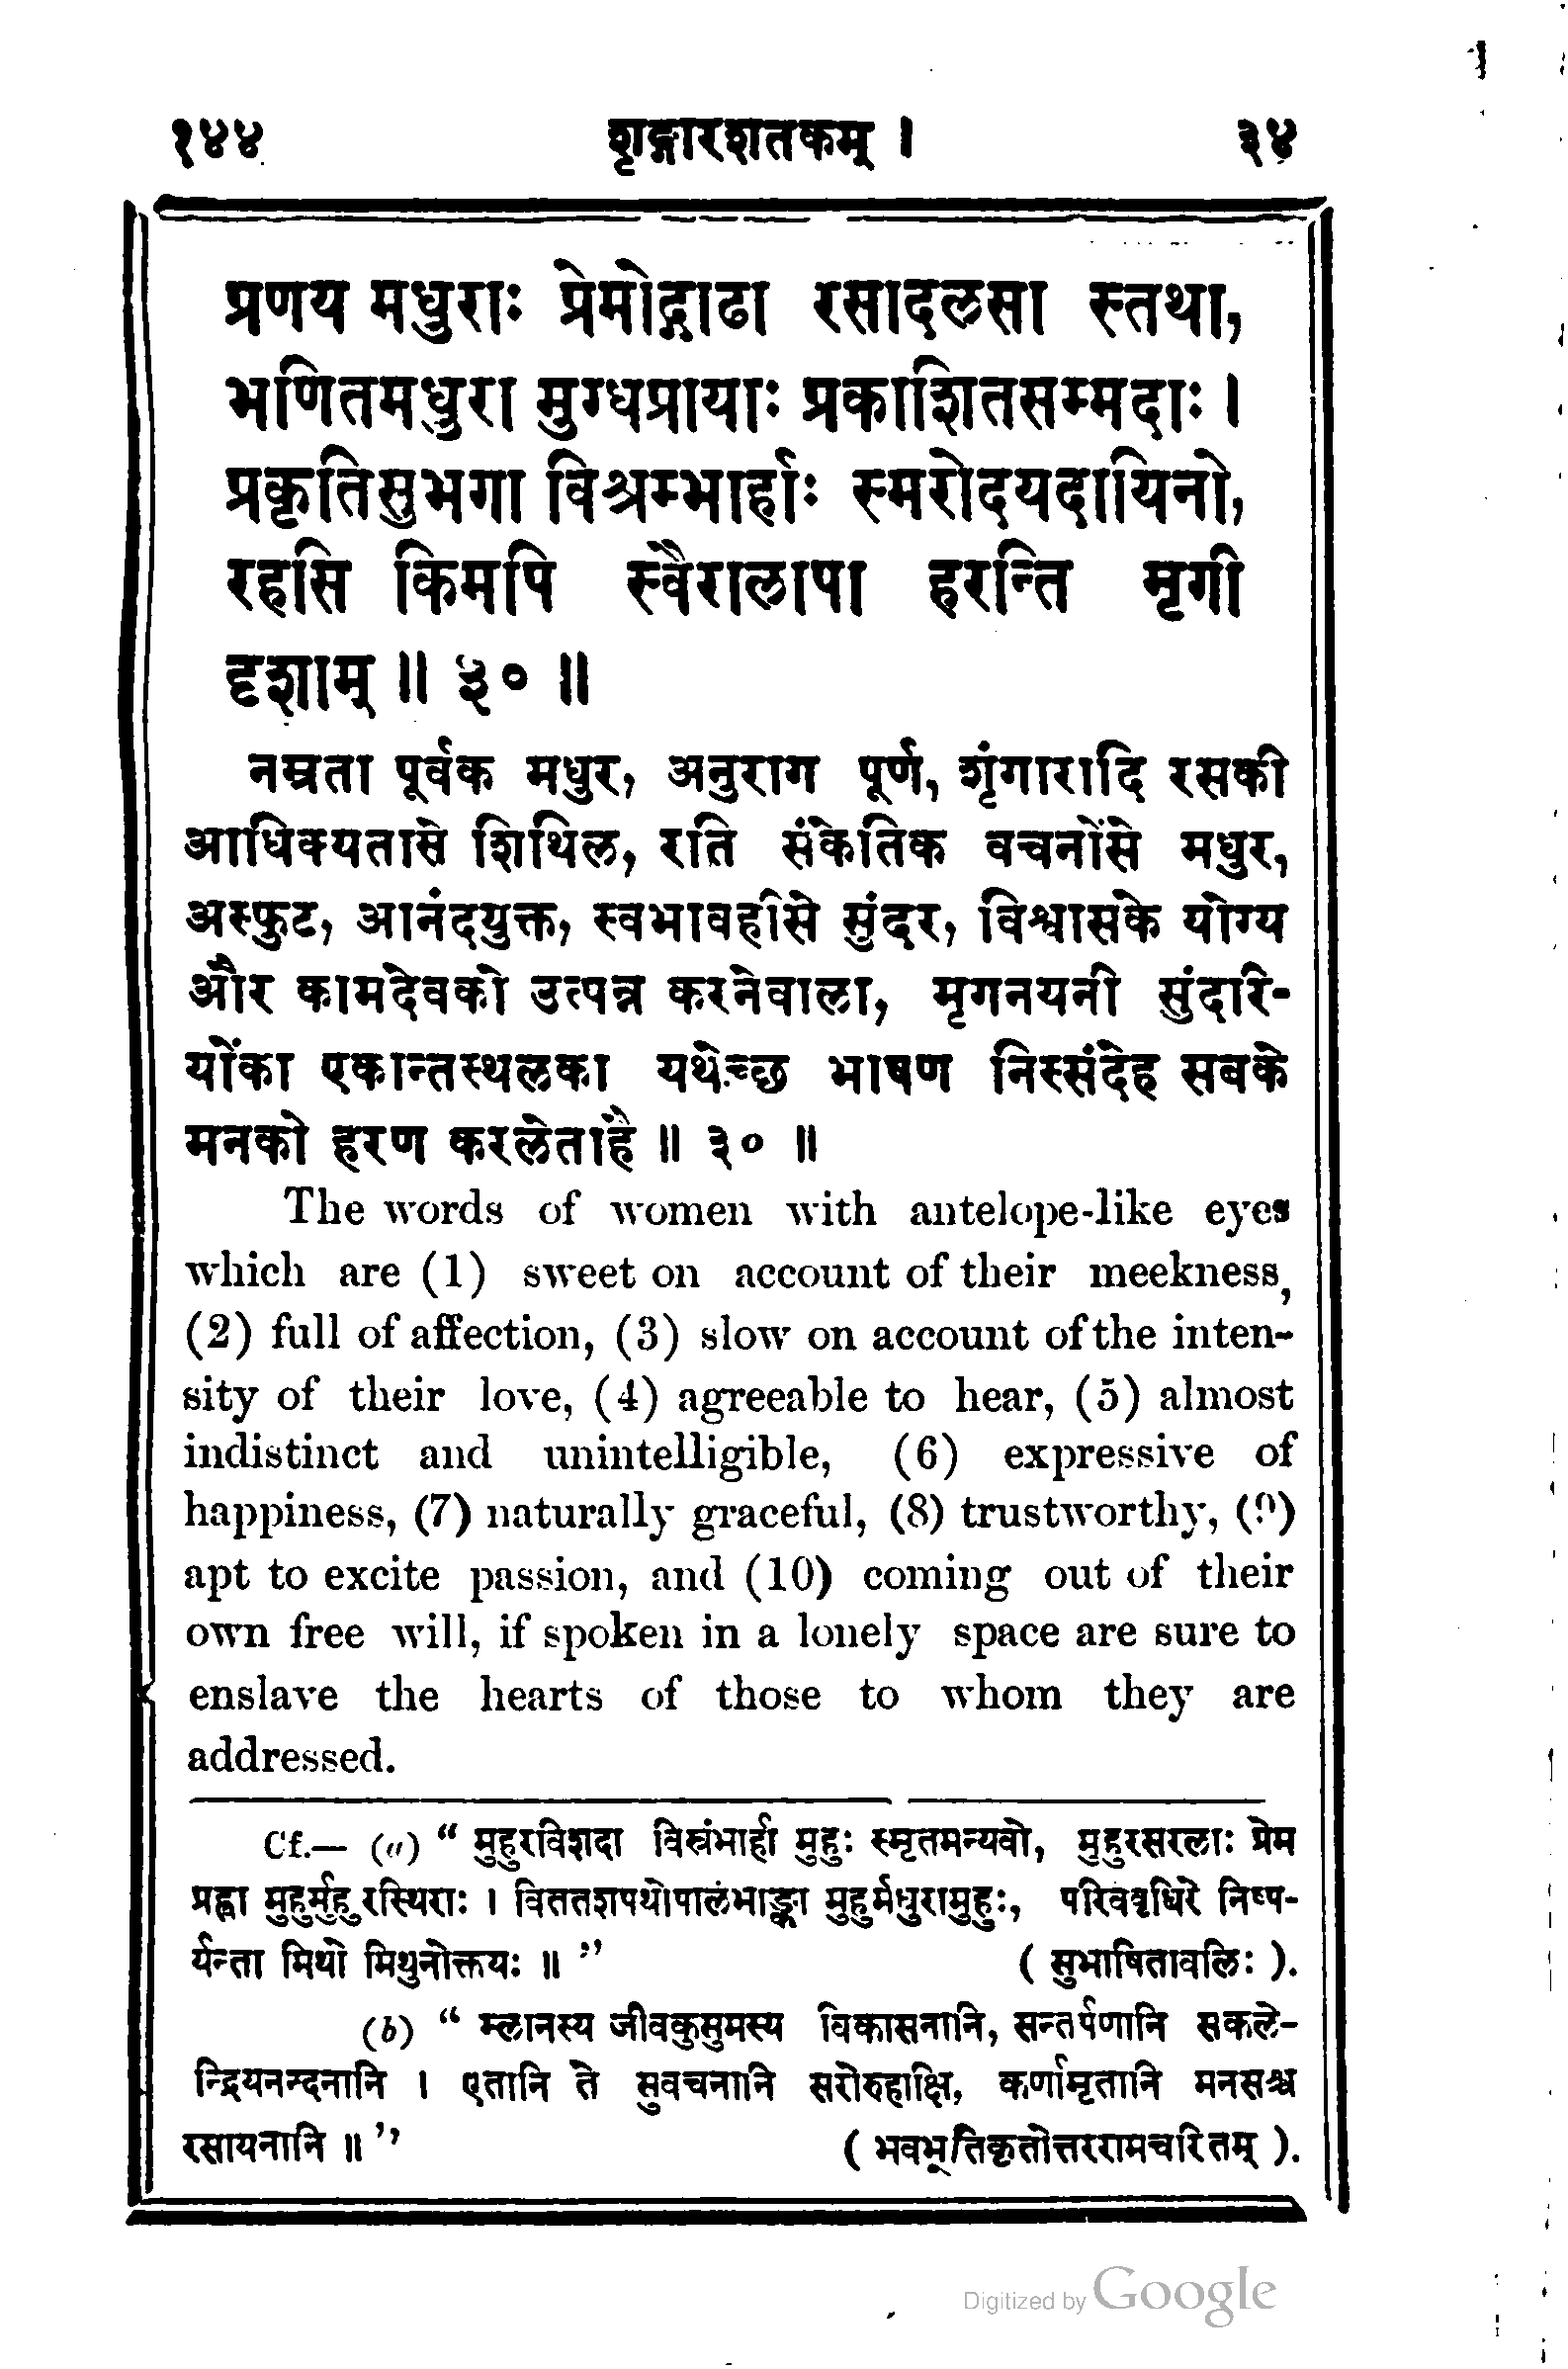 १४४ शृङ्गारशतकम् । ३४
प्रणय मधुराः प्रेमोद्गाढा रसादलसा स्तथा,
भणितमधुरा मुग्धप्रायाः प्रकाशितसम्मदाः ।
प्रकृतिसुभगा विश्रम्भार्हाः स्मरोदयदायिनो,
रहसि किमपि स्वैरालापा हरन्ति मृगी
दृशाम् ॥ ३० ॥
नम्रता पूर्वक मधुर, अनुराग पूर्ण, शृंगारादि रसकी
आधिक्यतासे शिथिल, रति संकेतिक वचनोंसे मधुर,
अस्फुट, आनंदयुक्त, स्वभावहीसे सुंदर, विश्वासके योग्य
और कामदेवको उत्पन्न करनेवाला, मृगनयनी सुंदरि-
योंका एकान्तस्थलका यथेच्छ भाषण निस्संदेह सबके
मनको हरण करलेताहै ॥ ३० ॥
The words of women with antelope-like eyes
which are (1) sweet on account of their meekness,
(2) full of affection, (3) slow on account of the inten-
sity of their love, (4) agreeable to hear, (5) almost
indistinct and unintelligible, (6) expressive of
happiness, (7) naturally graceful, (8) trustworthy, (9)
apt to excite passion, and (10) coming out of their
own free will, if spoken in a lonely space are sure to
enslave the hearts of those to whom they are
addressed.
Cf.— (a) “ मुहुरविशदा विस्रंभार्हा मुहुः स्मृतमन्यवो, मुहुरसरलाः प्रेम
प्रह्वा मुहुर्मुहुरस्थिराः । विततशपथोपालंभाङ्का मुहुर्मधुरामुहुः, परिववृधिरे निष्प-
र्यन्ता मिथो मिथुनोक्तयः ॥ ” ( सुभाषितावलिः ).
(b) “ म्लानस्य जीवकुसुमस्य विकासनानि, सन्तर्पणानि सकले-
न्द्रियनन्दनानि । एतानि ते सुवचनानि सरोरुहाक्षि, कर्णामृतानि मनसश्च
रसायनानि ॥ ” ( भवभूतिकृतोत्तररामचरितम् ).
Digitized by Google